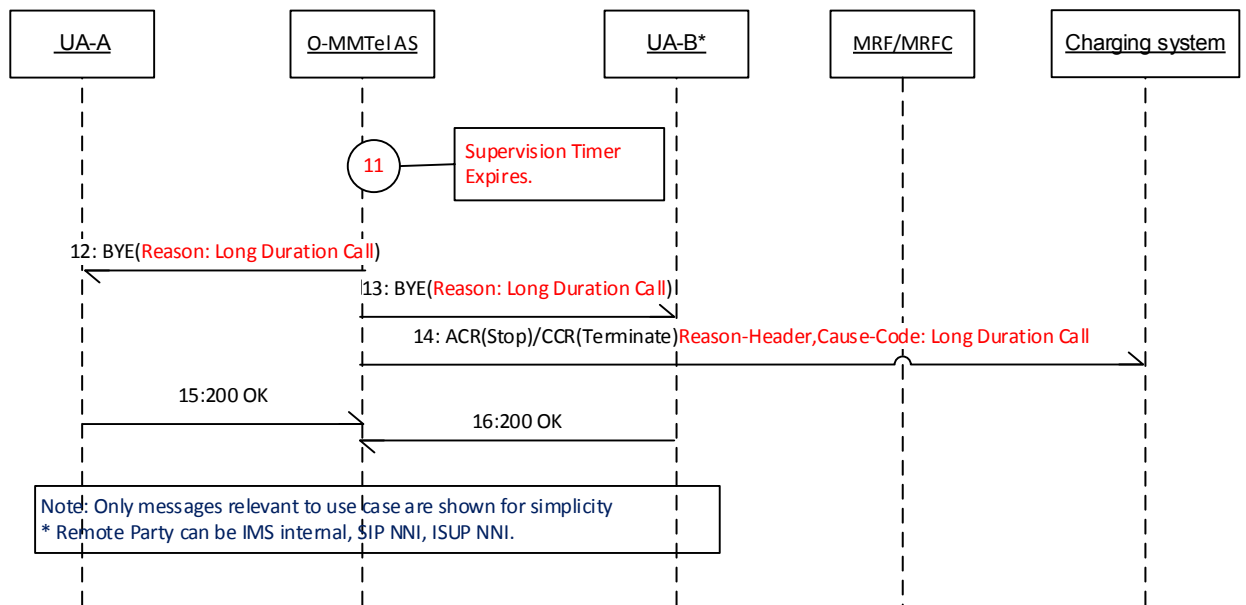 UA-A
O-MMTel AS
UA-B*
MRF/MRFC
Charging system
11
Supervision Timer
Expires.
12: BYE(Reason: Long Duration Call)
13: BYE(Reason: Long Duration Call)
14: ACR(Stop)/CCR(Terminate)Reason-Header,Cause-Code: Long Duration Call
15:200 OK
16:200 OK
Note: Only messages relevant to use case are shown for simplicity
* Remote Party can be IMS internal, SIP NNI, ISUP NNI.